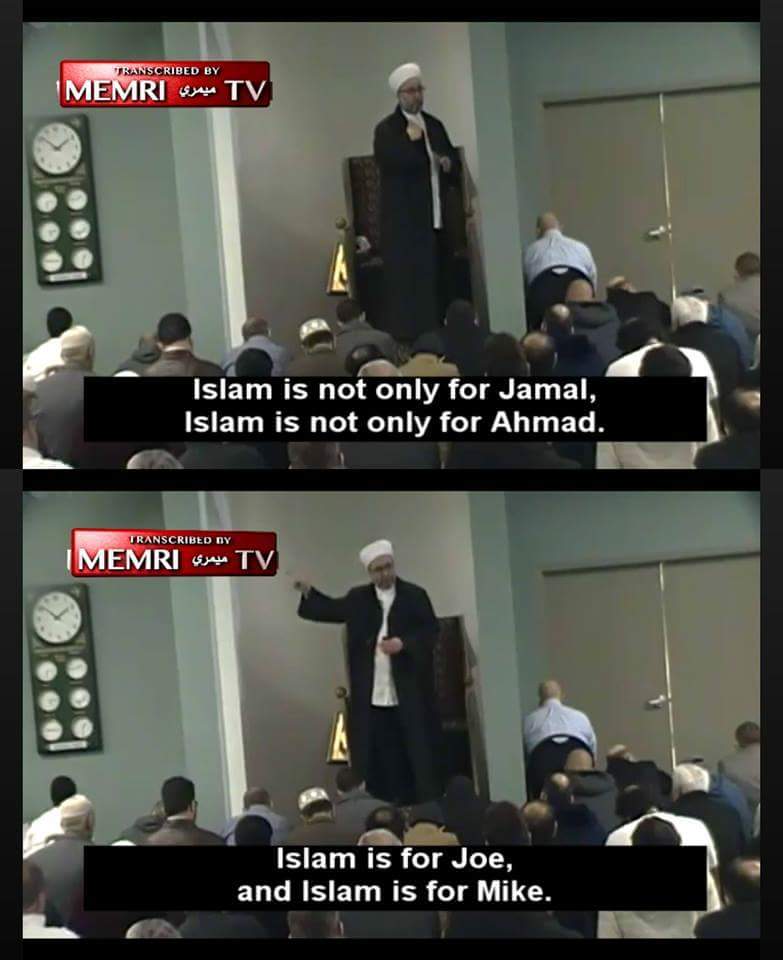 TRANSCRIBED BY
MEMRI ميمري TV
Islam is not only for Jamal,
Islam is not only for Ahmad.
TRANSCRIBED BY
MEMRI ميمري TV
Islam is for Joe,
and Islam is for Mike.